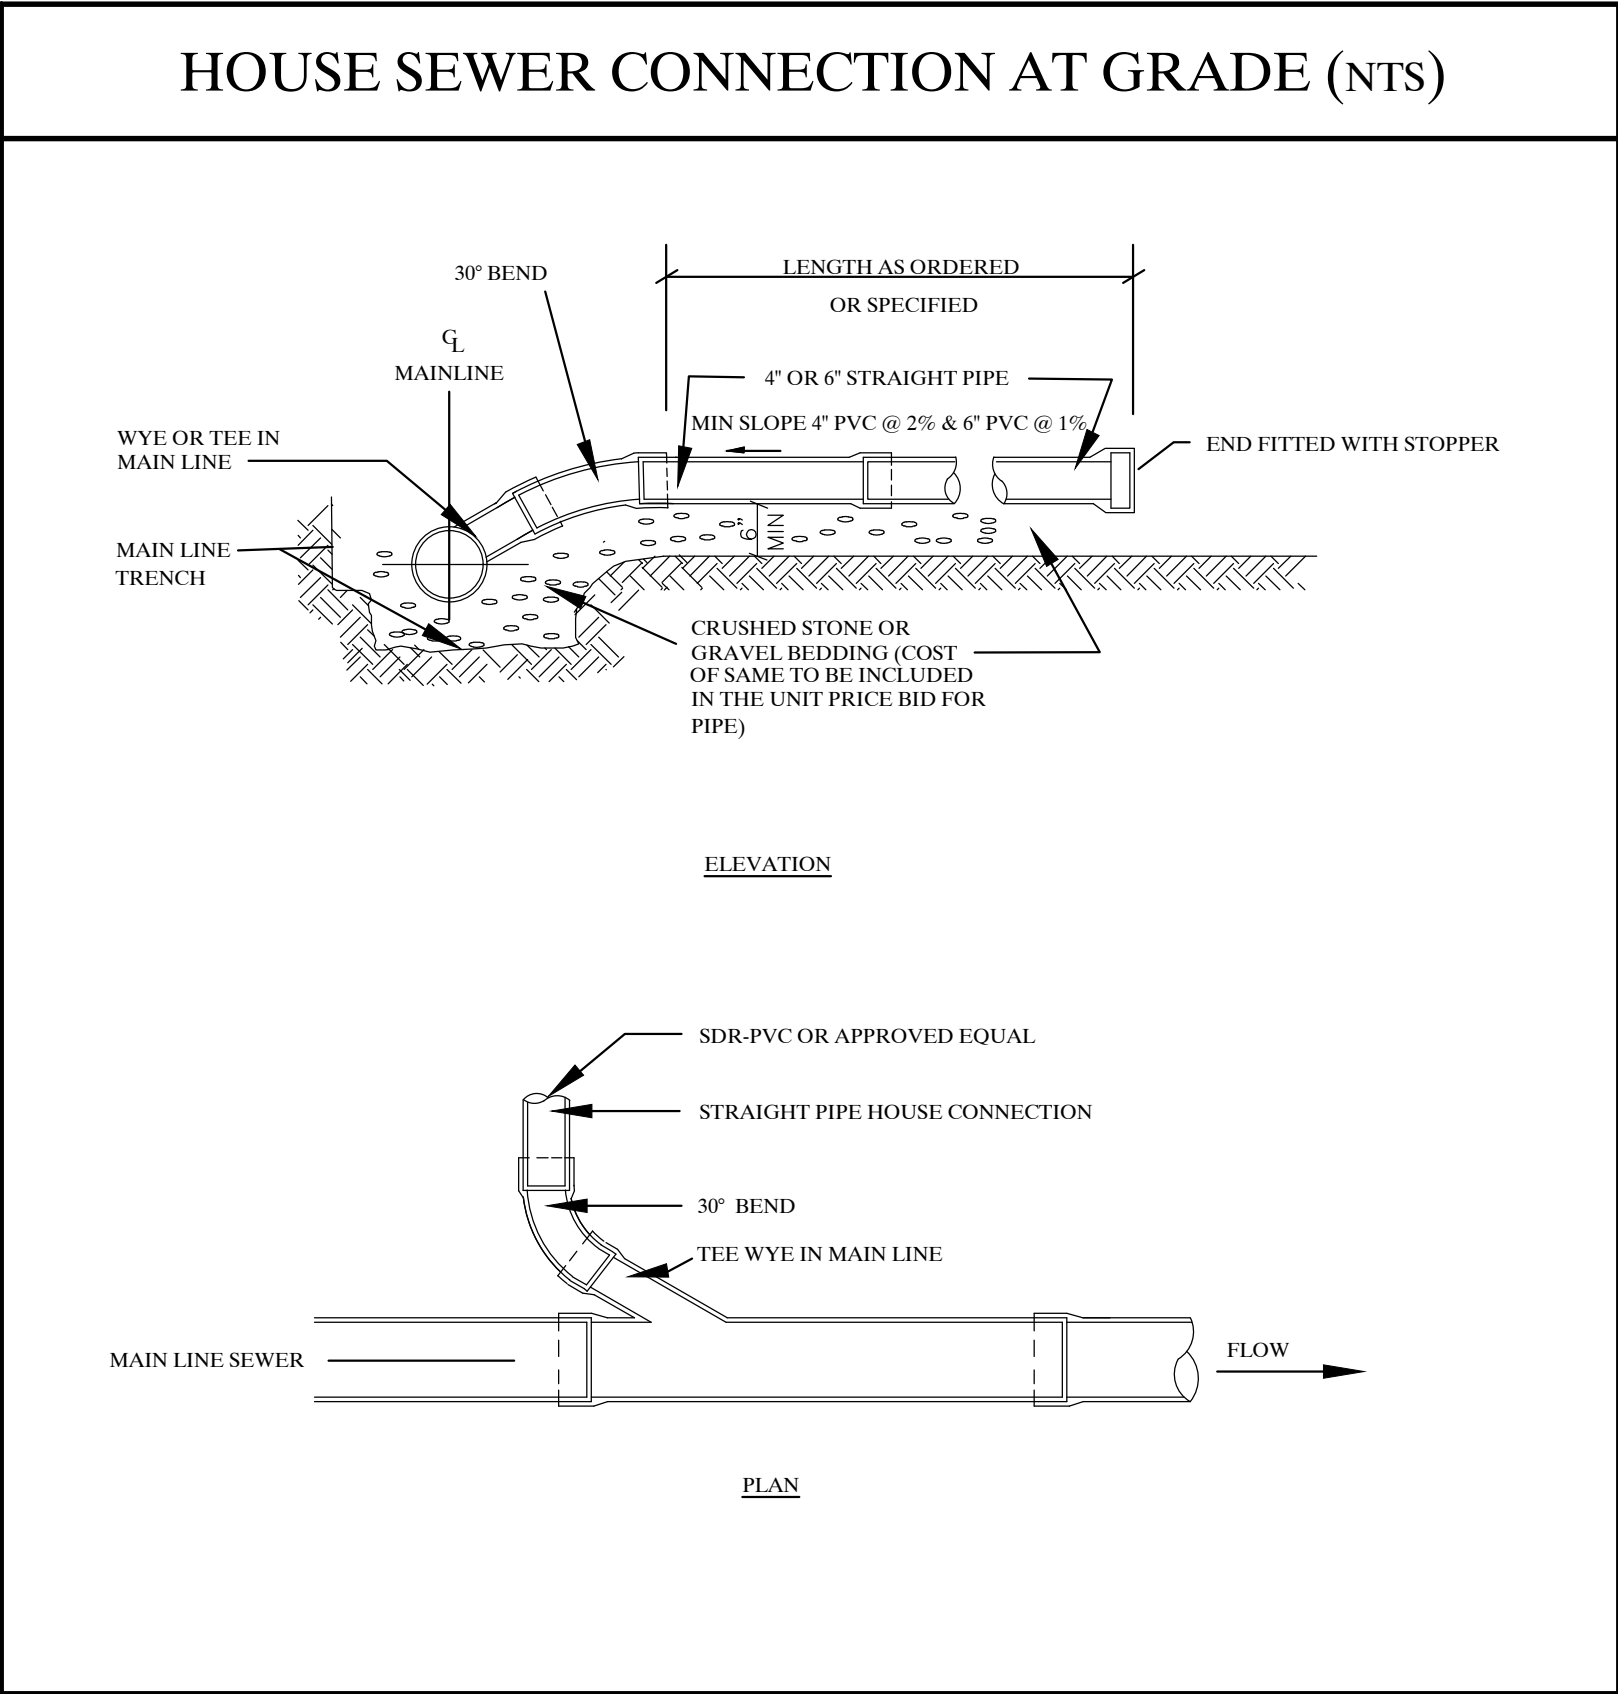 HOUSE SEWER CONNECTION AT GRADE (NTS)
30° BEND
LENGTH AS ORDERED
OR SPECIFIED
CL
MAINLINE
4" OR 6" STRAIGHT PIPE
MIN SLOPE 4" PVC @ 2% & 6" PVC @ 1%
WYE OR TEE IN
MAIN LINE
END FITTED WITH STOPPER
6"
MIN
MAIN LINE
TRENCH
CRUSHED STONE OR
GRAVEL BEDDING (COST
OF SAME TO BE INCLUDED
IN THE UNIT PRICE BID FOR
PIPE)
ELEVATION
SDR-PVC OR APPROVED EQUAL
STRAIGHT PIPE HOUSE CONNECTION
30° BEND
TEE WYE IN MAIN LINE
MAIN LINE SEWER
FLOW
PLAN